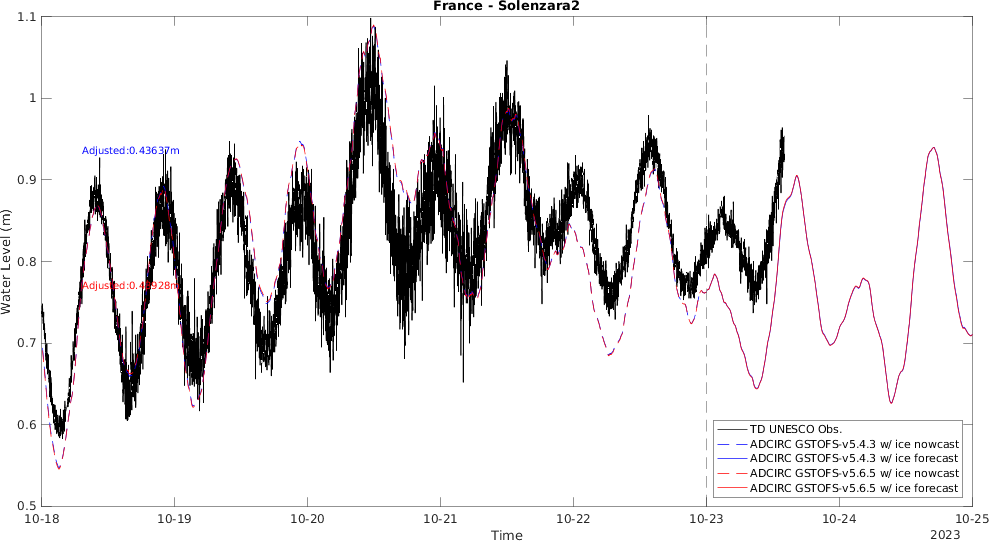 France - Solenzara2
1.1
1
0.9
0.8
0.7
0.6
0.5
Water Level (m)
Adjusted:0.43637m
10-18
10-19
10-20
10-21
10-22
10-23
10-24
10-25
Time
2023
TD UNESCO Obs.
ADCIRC GSTOFS-v5.4.3 w/ ice nowcast
ADCIRC GSTOFS-v5.4.3 w/ ice forecast
ADCIRC GSTOFS-v5.6.5 w/ ice nowcast
ADCIRC GSTOFS-v5.6.5 w/ ice forecast